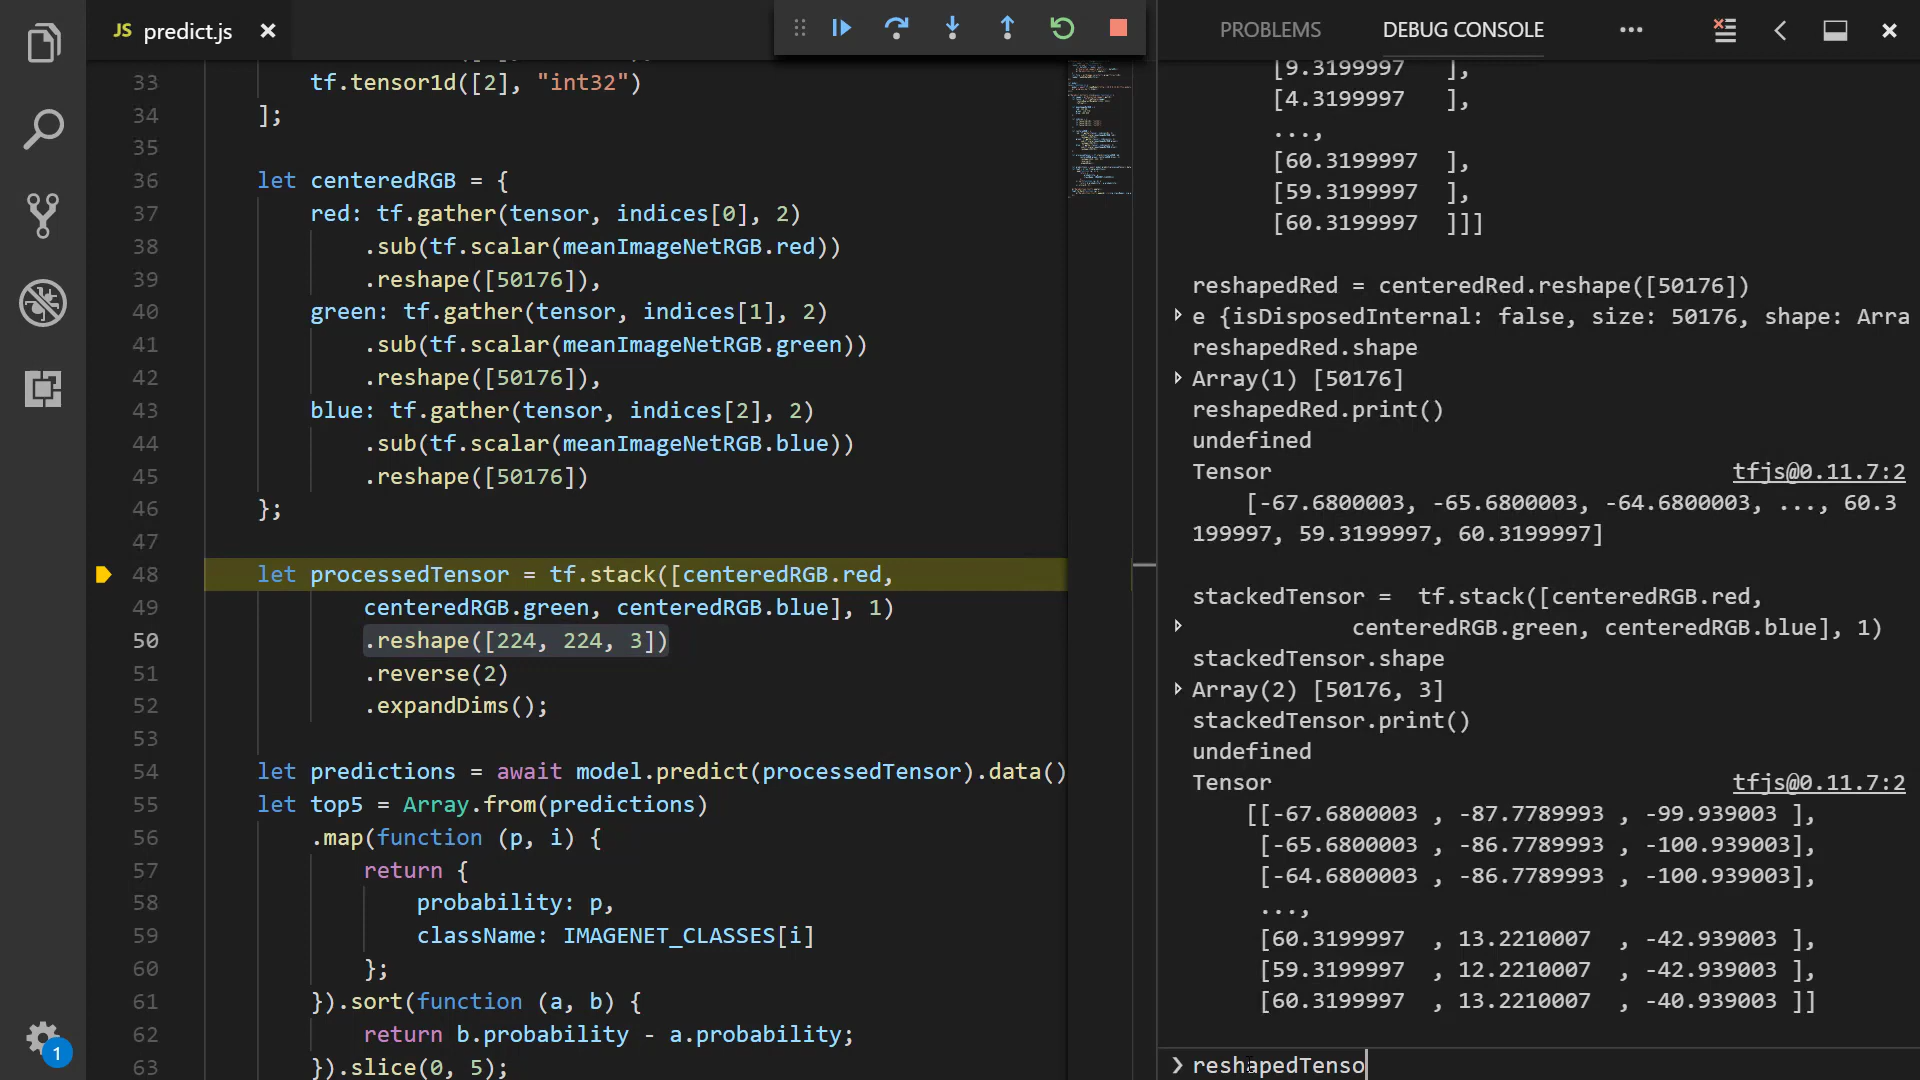 JS predict.js
PROBLEMS DEBUG CONSOLE
33 tf.tensor1d([2], "int32")
34 ];
35
36 let centeredRGB = {
37 red: tf.gather(tensor, indices[0], 2)
38 .sub(tf.scalar(meanImageNetRGB.red))
39 .reshape([50176]),
40 green: tf.gather(tensor, indices[1], 2)
41 .sub(tf.scalar(meanImageNetRGB.green))
42 .reshape([50176]),
43 blue: tf.gather(tensor, indices[2], 2)
44 .sub(tf.scalar(meanImageNetRGB.blue))
45 .reshape([50176])
46 };
47
48 let processedTensor = tf.stack([centeredRGB.red,
49 centeredRGB.green, centeredRGB.blue], 1)
50 .reshape([224, 224, 3])
51 .reverse(2)
52 .expandDims();
53
54 let predictions = await model.predict(processedTensor).data()
55 let top5 = Array.from(predictions)
56 .map(function (p, i) {
57 return {
58 probability: p,
59 className: IMAGENET_CLASSES[i]
60 };
61 }).sort(function (a, b) {
62 return b.probability - a.probability;
63 }).slice(0, 5);
1
[9.3199997 ],
[4.3199997 ],
...,
[60.3199997 ],
[59.3199997 ],
[60.3199997 ]]]
reshapedRed = centeredRed.reshape([50176])
e {isDisposedInternal: false, size: 50176, shape: Arra
reshapedRed.shape
Array(1) [50176]
reshapedRed.print()
undefined
Tensor tfjs@0.11.7:2
[-67.6800003, -65.6800003, -64.6800003, ..., 60.3
199997, 59.3199997, 60.3199997]
stackedTensor = tf.stack([centeredRGB.red,
centeredRGB.green, centeredRGB.blue], 1)
stackedTensor.shape
Array(2) [50176, 3]
stackedTensor.print()
undefined
Tensor tfjs@0.11.7:2
[[-67.6800003 , -87.7789993 , -99.939003 ],
[-65.6800003 , -86.7789993 , -100.939003],
[-64.6800003 , -86.7789993 , -100.939003],
...,
[60.3199997 , 13.2210007 , -42.939003 ],
[59.3199997 , 12.2210007 , -42.939003 ],
[60.3199997 , 13.2210007 , -40.939003 ]]
reshapedTenso